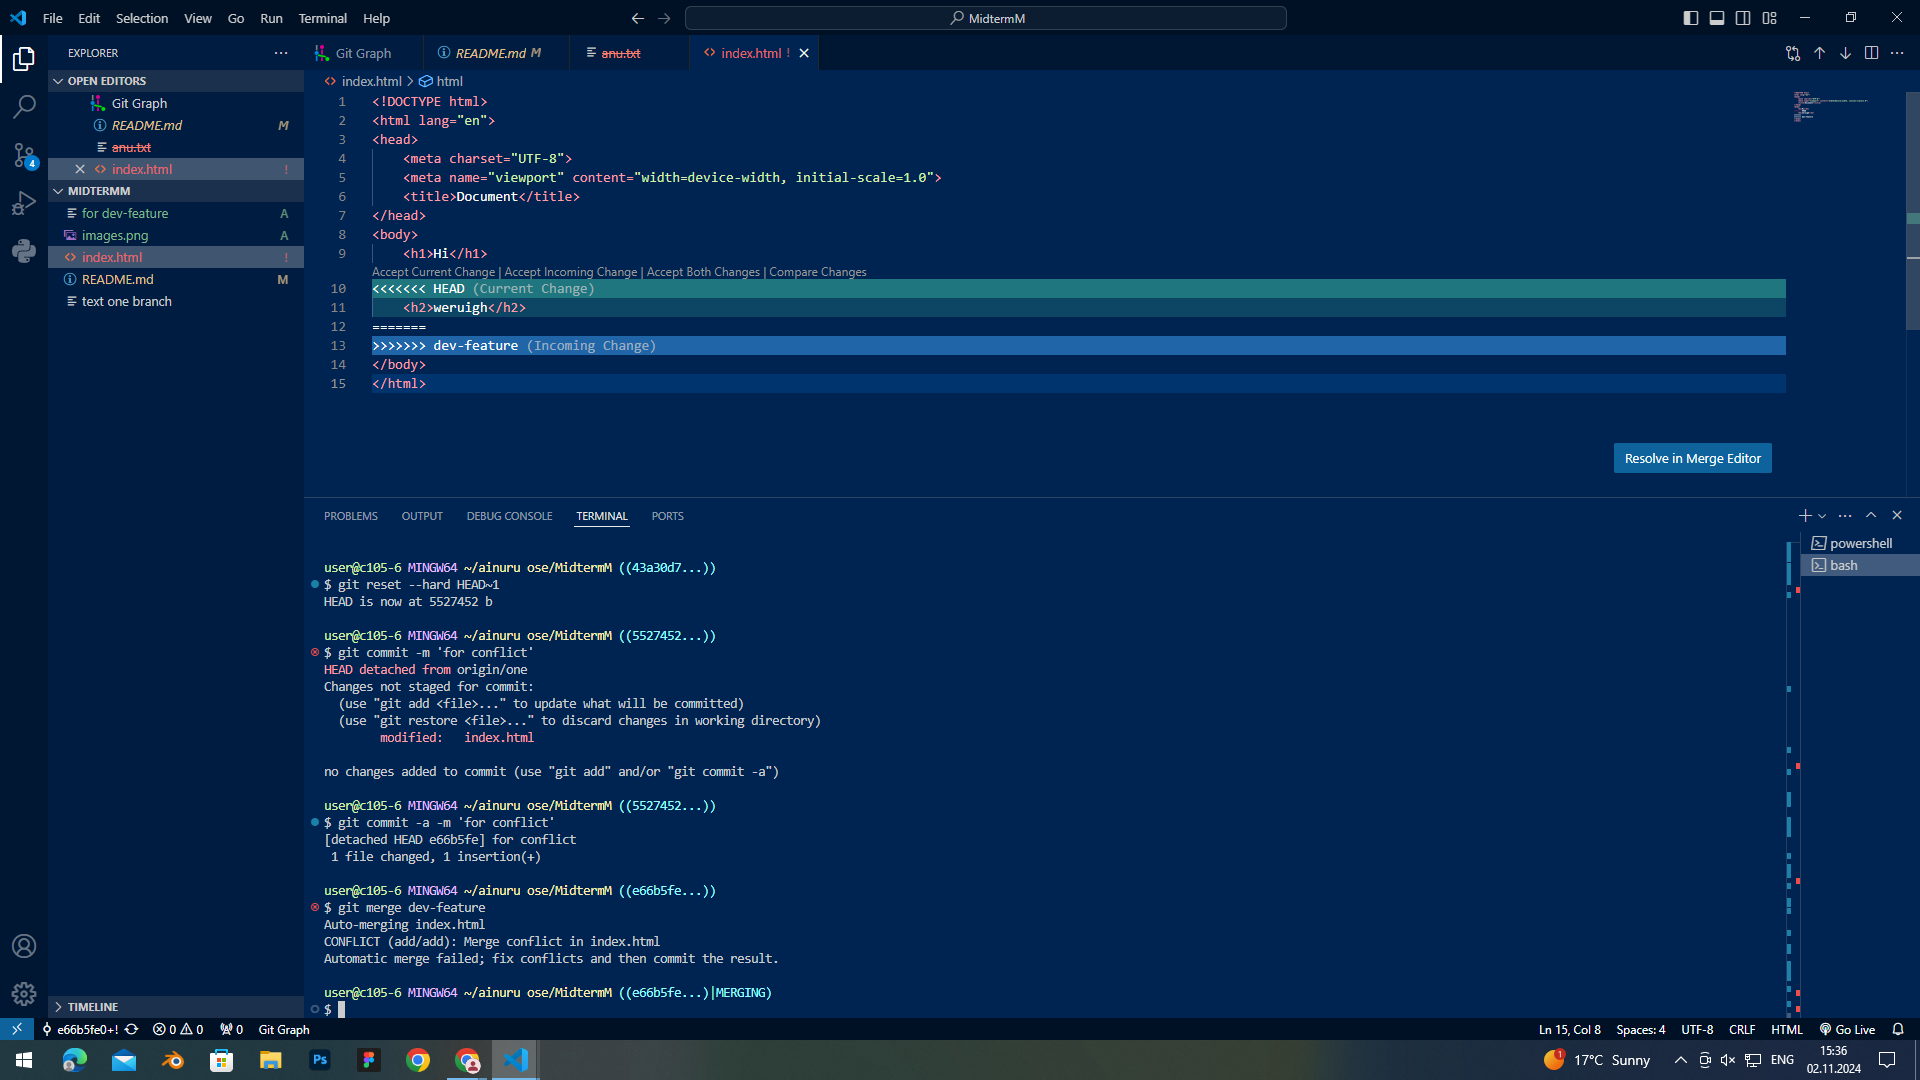 File Edit Selection View Go Run Terminal Help
MidtermM
EXPLORER
OPEN EDITORS
Git Graph
README.md M
anu.txt
index.html !
MIDTERMM
for dev-feature A
images.png A
index.html !
README.md M
text one branch
TIMELINE
4
Git Graph README.md M anu.txt index.html !
index.html > html
1 <!DOCTYPE html>
2 <html lang="en">
3 <head>
4 <meta charset="UTF-8">
5 <meta name="viewport" content="width=device-width, initial-scale=1.0">
6 <title>Document</title>
7 </head>
8 <body>
9 <h1>Hi</h1>
Accept Current Change | Accept Incoming Change | Accept Both Changes | Compare Changes
10 <<<<<<< HEAD (Current Change)
11 <h2>weruigh</h2>
12 =======
13 >>>>>>> dev-feature (Incoming Change)
14 </body>
15 </html>
Resolve in Merge Editor
PROBLEMS OUTPUT DEBUG CONSOLE TERMINAL PORTS
powershell
bash
user@c105-6 MINGW64 ~/ainuru ose/MidtermM ((43a30d7...))
$ git reset --hard HEAD~1
HEAD is now at 5527452 b
user@c105-6 MINGW64 ~/ainuru ose/MidtermM ((5527452...))
$ git commit -m 'for conflict'
HEAD detached from origin/one
Changes not staged for commit:
(use "git add <file>..." to update what will be committed)
(use "git restore <file>..." to discard changes in working directory)
modified: index.html
no changes added to commit (use "git add" and/or "git commit -a")
user@c105-6 MINGW64 ~/ainuru ose/MidtermM ((5527452...))
$ git commit -a -m 'for conflict'
[detached HEAD e66b5fe] for conflict
1 file changed, 1 insertion(+)
user@c105-6 MINGW64 ~/ainuru ose/MidtermM ((e66b5fe...))
$ git merge dev-feature
Auto-merging index.html
CONFLICT (add/add): Merge conflict in index.html
Automatic merge failed; fix conflicts and then commit the result.
user@c105-6 MINGW64 ~/ainuru ose/MidtermM ((e66b5fe...)|MERGING)
$
e66b5fe0+! 0 0 0 Git Graph
Ln 15, Col 8 Spaces: 4 UTF-8 CRLF HTML Go Live
Ps
1
17°C Sunny
ENG
15:36
02.11.2024